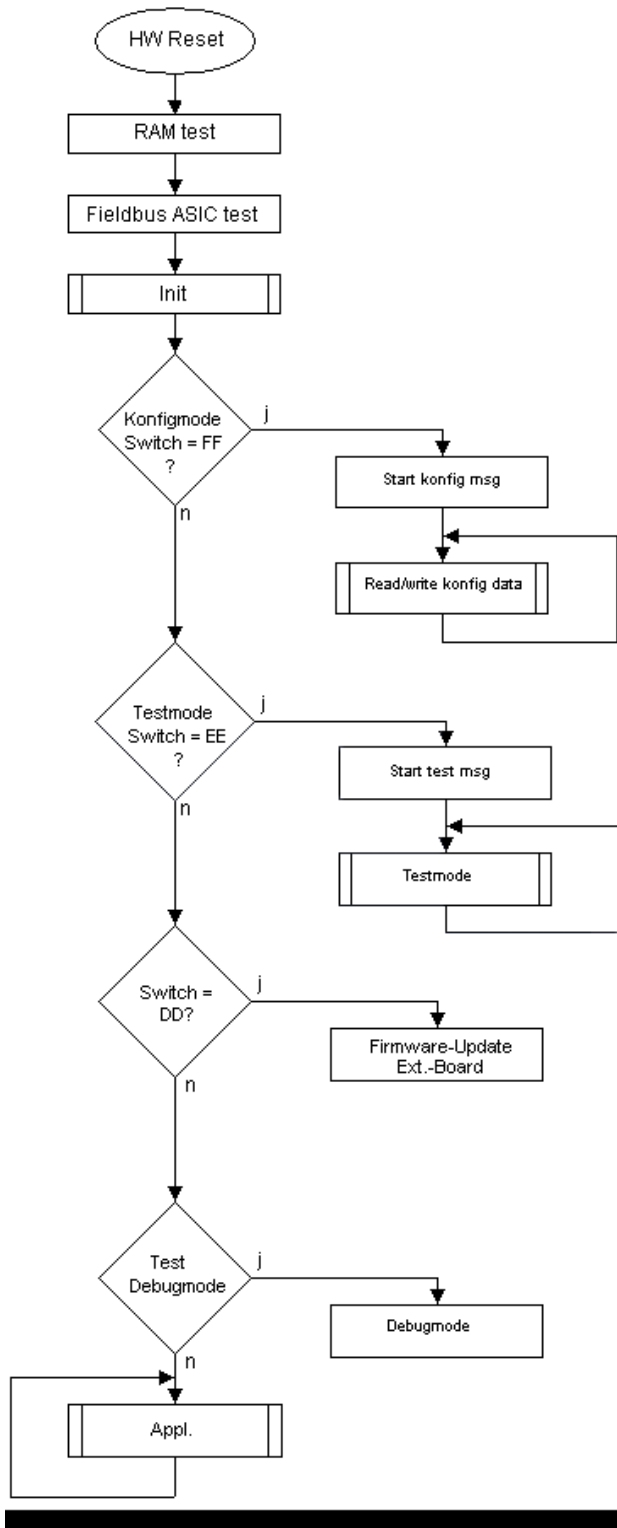 HW Reset
RAM test
Fieldbus ASIC test
Init
Konfigmode
Switch = FF
?
j
n
Start konfig msg
Read/write konfig data
Testmode
Switch = EE
?
j
n
Start test msg
Testmode
Switch =
DD?
j
n
Firmware-Update
Ext.-Board
Test
Debugmode
j
n
Debugmode
Appl.